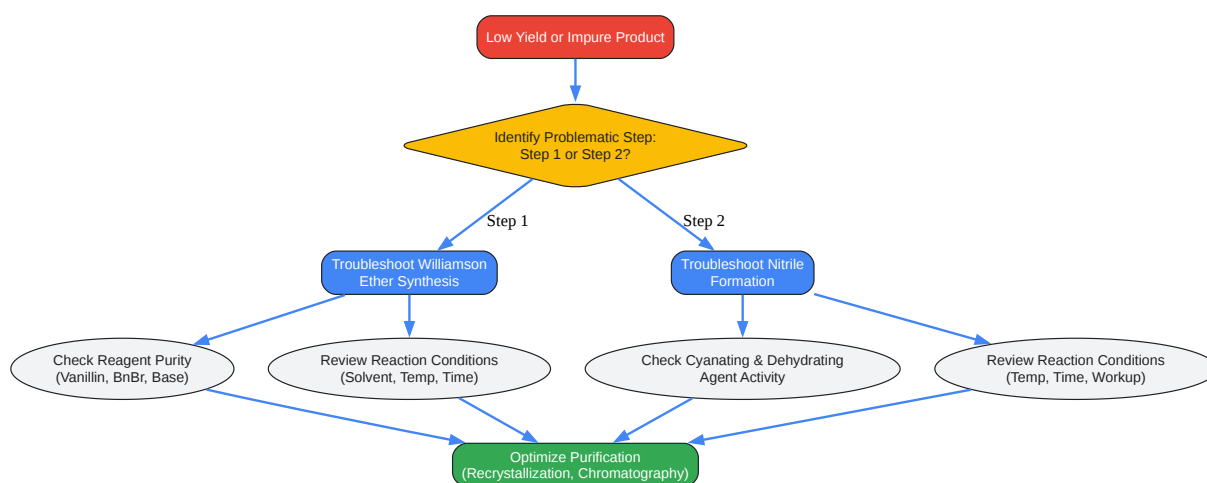 Low Yield or Impure Product
Identify Problematic Step:
Step 1 or Step 2?
Step 1
Step 2
Troubleshoot Williamson
Ether Synthesis
Troubleshoot Nitrile
Formation
Check Reagent Purity
(Vanillin, BnBr, Base)
Review Reaction Conditions
(Solvent, Temp, Time)
Check Cyanating & Dehydrating
Agent Activity
Review Reaction Conditions
(Temp, Time, Workup)
Optimize Purification
(Recrystallization, Chromatography)